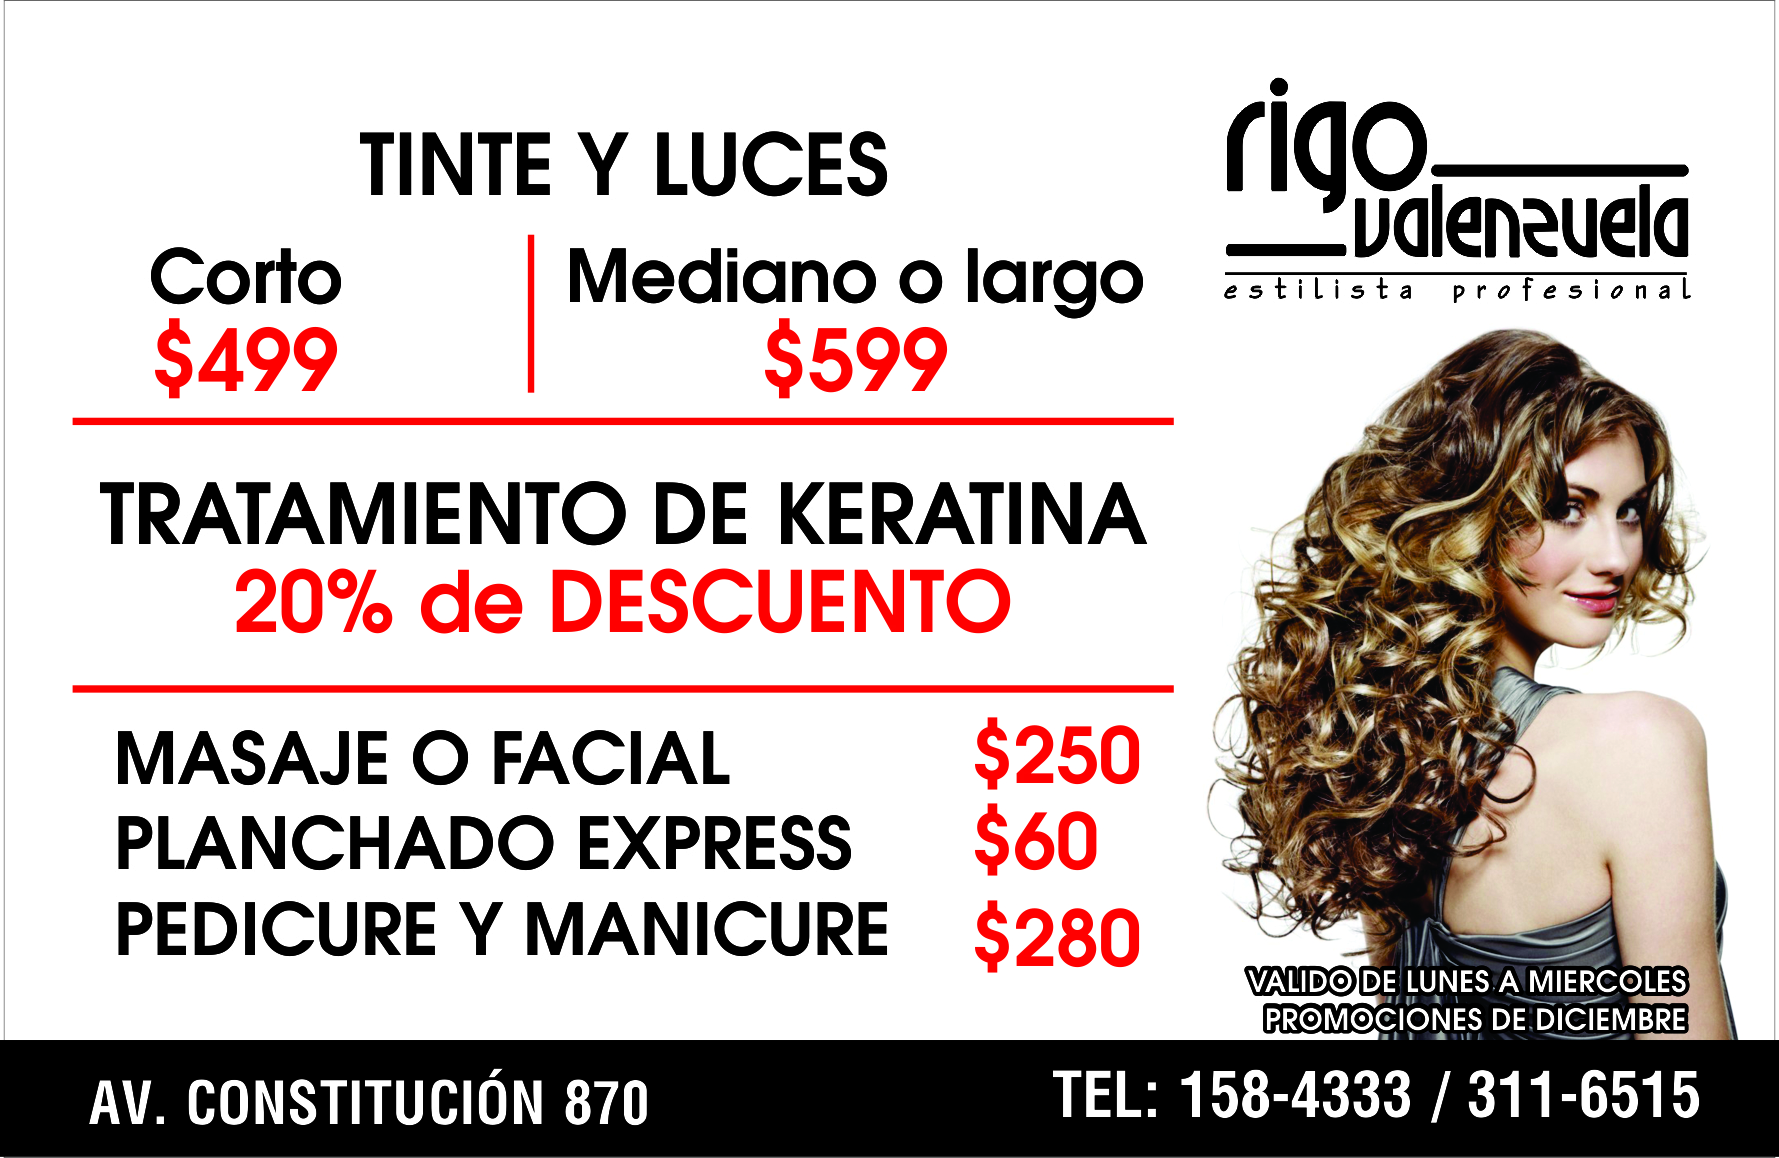 rigo
valenzuela
estilista profesional
TINTE Y LUCES
Corto
$499
Mediano o largo
$599
TRATAMIENTO DE KERATINA
20% de DESCUENTO
MASAJE O FACIAL $250
PLANCHADO EXPRESS $60
PEDICURE Y MANICURE $280
VALIDO DE LUNES A MIERCOLES
PROMOCIONES DE DICIEMBRE
AV. CONSTITUCIÓN 870
TEL: 158-4333 / 311-6515